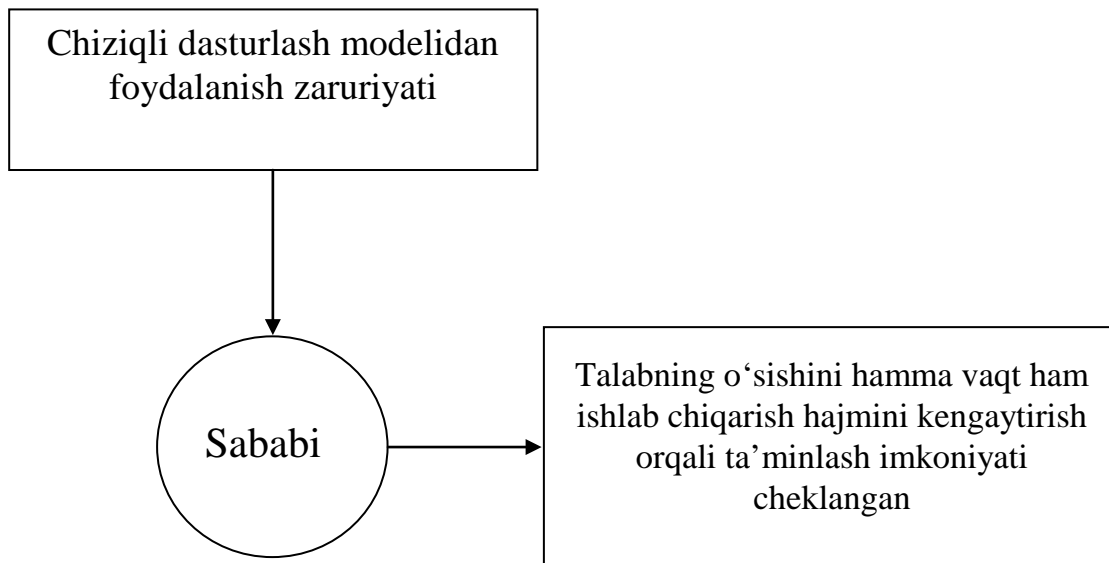 Chiziqli dasturlash modelidan
foydalanish zaruriyati
Sababi
Talabning o‘sishini hamma vaqt ham
ishlab chiqarish hajmini kengaytirish
orqali ta’minlash imkoniyati
cheklangan